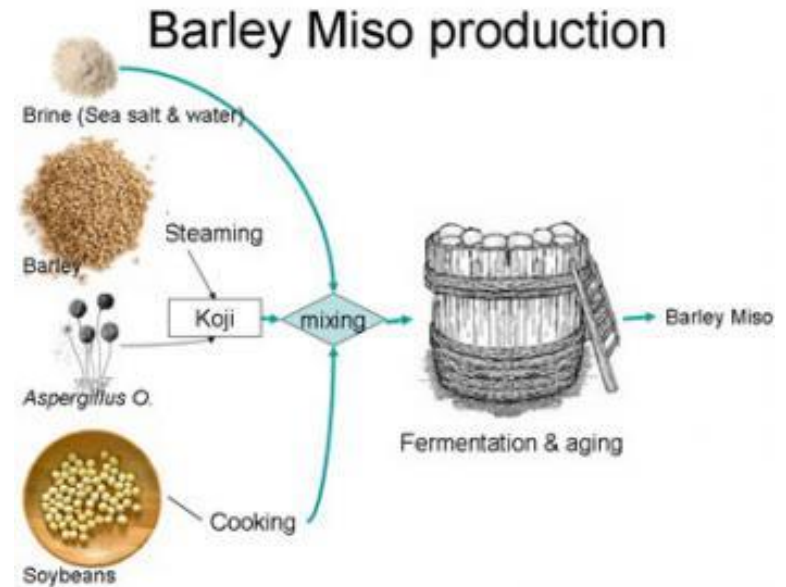 Barley Miso production
Brine (Sea salt & water)
Steaming
Barley
Koji
mixing
Barley Miso
Aspergillus O.
Fermentation & aging
Cooking
Soybeans